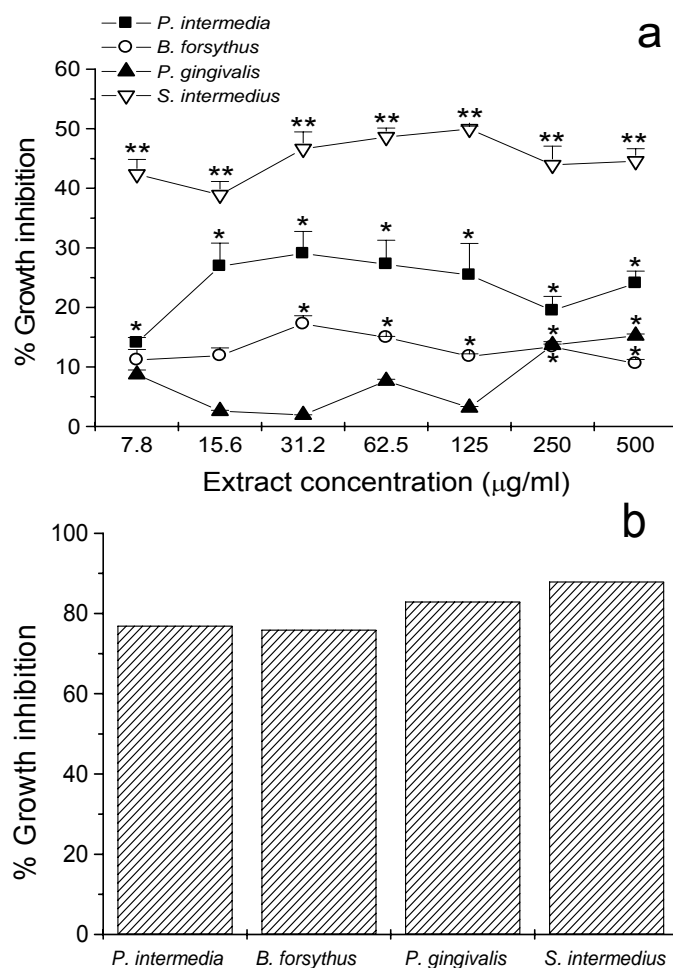 P. intermedia
B. forsythus
P. gingivalis
S. intermedius
a
60
50
40
30
20
10
0
% Growth inhibition
** ** ** ** ** ** **
* * * * * * *
* * * * *
* *
7.8 15.6 31.2 62.5 125 250 500
Extract concentration (μg/ml)
b
100
80
60
40
20
0
% Growth inhibition
P. intermedia B. forsythus P. gingivalis S. intermedius